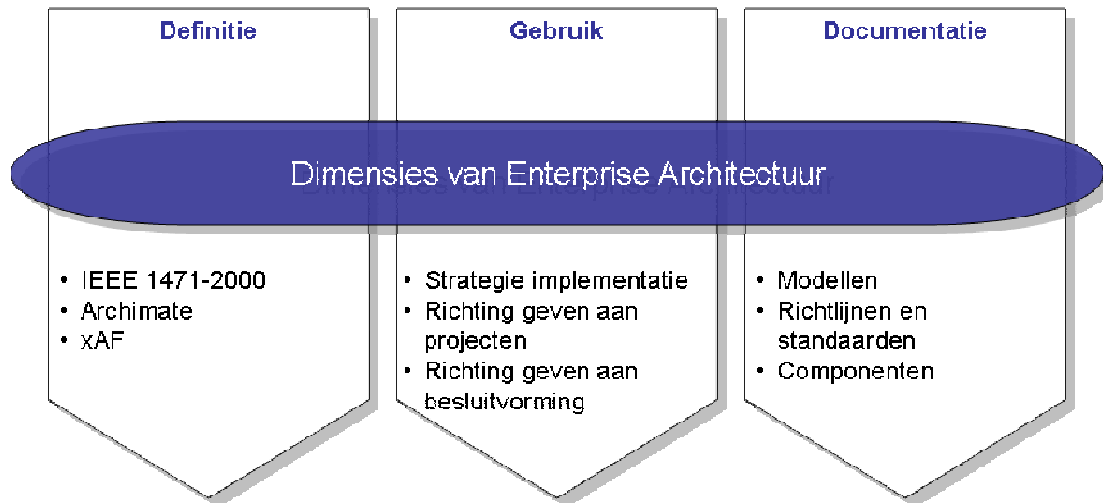 Definitie
Gebruik
Documentatie
Dimensies van Enterprise Architectuur
• IEEE 1471-2000
• Archimate
• xAF
• Strategie implementatie
• Richting geven aan
projecten
• Richting geven aan
besluitvorming
• Modellen
• Richtlijnen en
standaarden
• Componenten